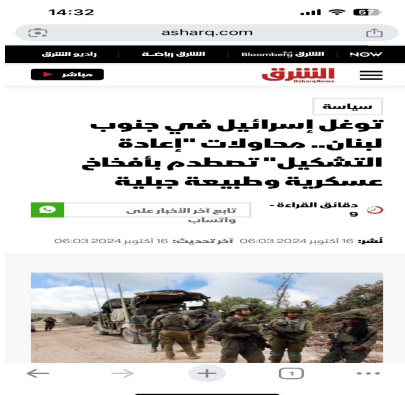 14:32
asharq.com
NOW الشرق Bloomberg الشرق رياضة راديو الشرق
الشرق
Asharq News
مباشر
سياسة
توغل إسرائيل في جنوب
لبنان.. محاولات "إعادة
التشكيل" تصطدم بأفخاخ
عسكرية وطبيعة جبلية
دقائق القراءة -
9
تابع آخر الأخبار على
واتساب
نُشر: 16 أكتوبر 2024 06:03 آخر تحديث: 16 أكتوبر 2024 06:03
1